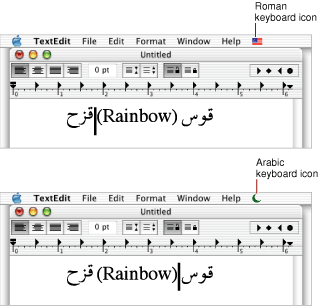 Roman
keyboard icon
TextEdit File Edit Format Window Help
Untitled
0 pt
0 1 2 3 4 5 6
قوس (Rainbow) قزح
Arabic
keyboard icon
TextEdit File Edit Format Window Help
Untitled
0 pt
0 1 2 3 4 5 6
قوس (Rainbow) قزح